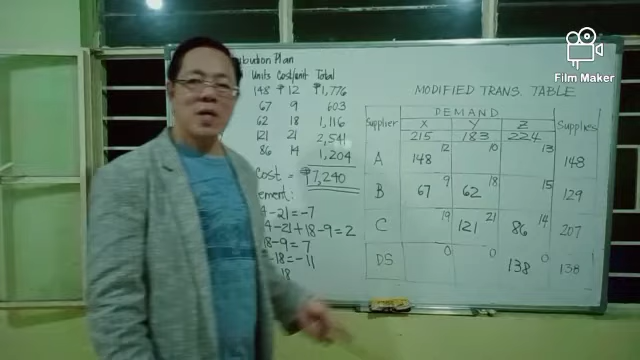 Film Maker
bution Plan
Units Cost/unit Total
148 ₱12 ₱1,776
67 9 603
62 18 1,116
121 21 2,541
86 14 1,204
Cost = ₱7,240
ement:
4-21=-7
4-21+18-9=2
18-9=7
-18=-11
18
MODIFIED TRANS. TABLE
Supplier DEMAND Supplies
X Y Z
215 183 224
A 148 12 10 13 148
B 67 9 62 18 15 129
C 19 121 21 86 14 207
DS 0 0 138 0 138